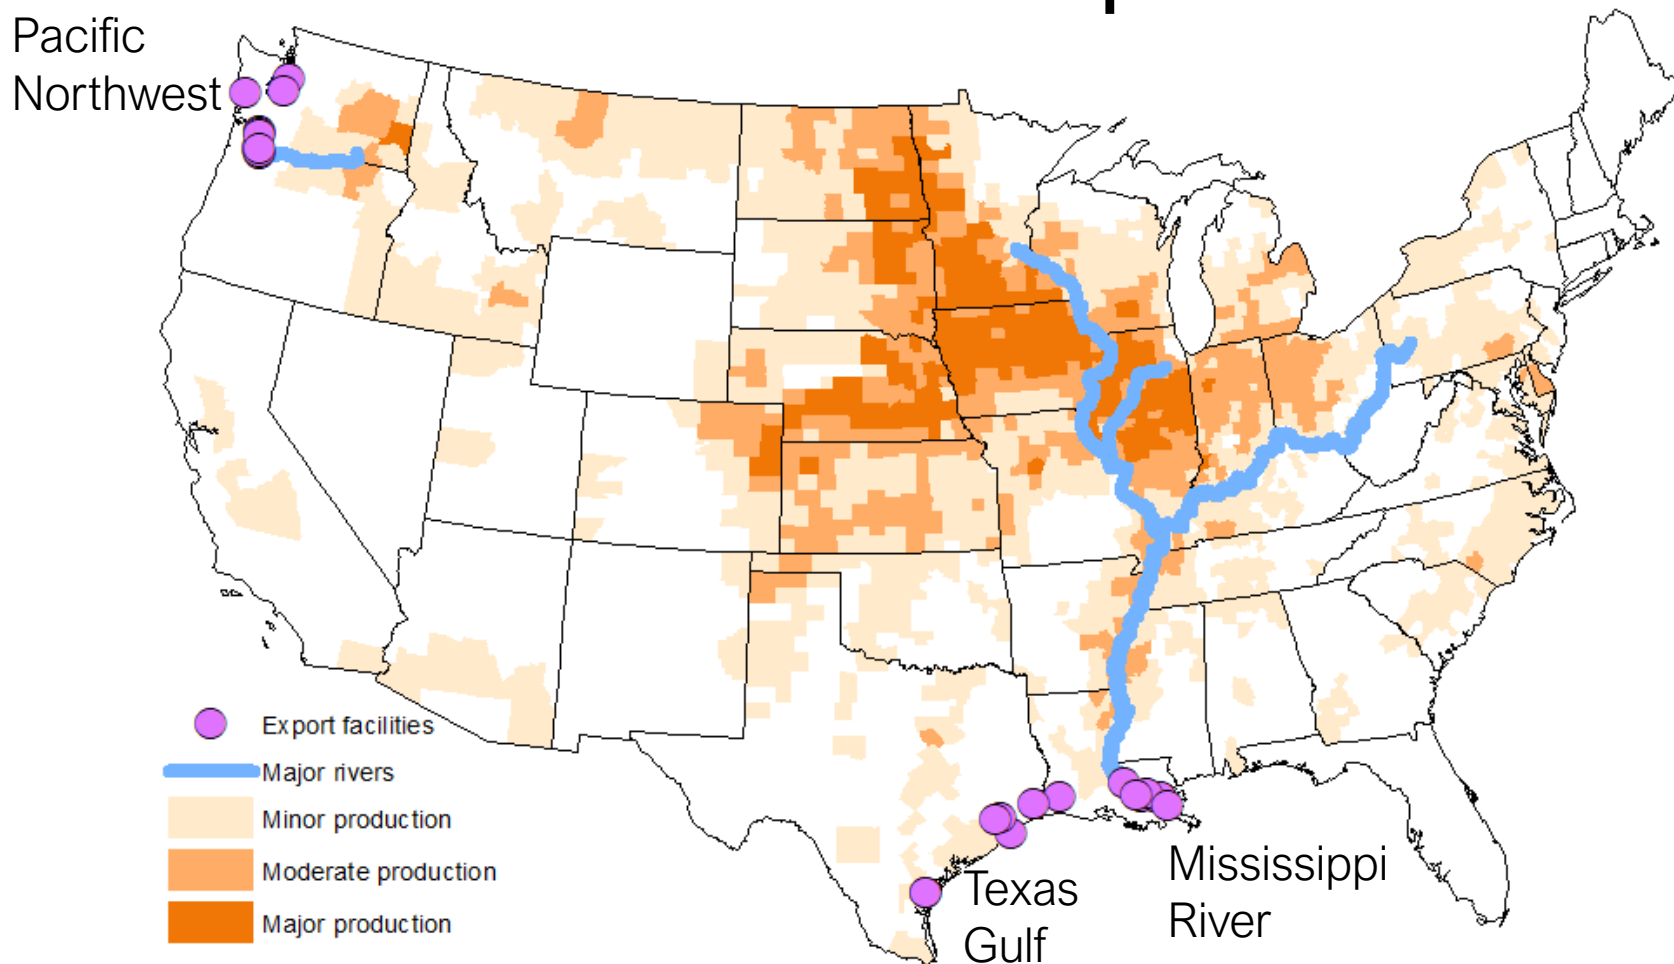 Pacific
Northwest
Export facilities
Major rivers
Minor production
Moderate production
Major production
Texas
Gulf
Mississippi
River